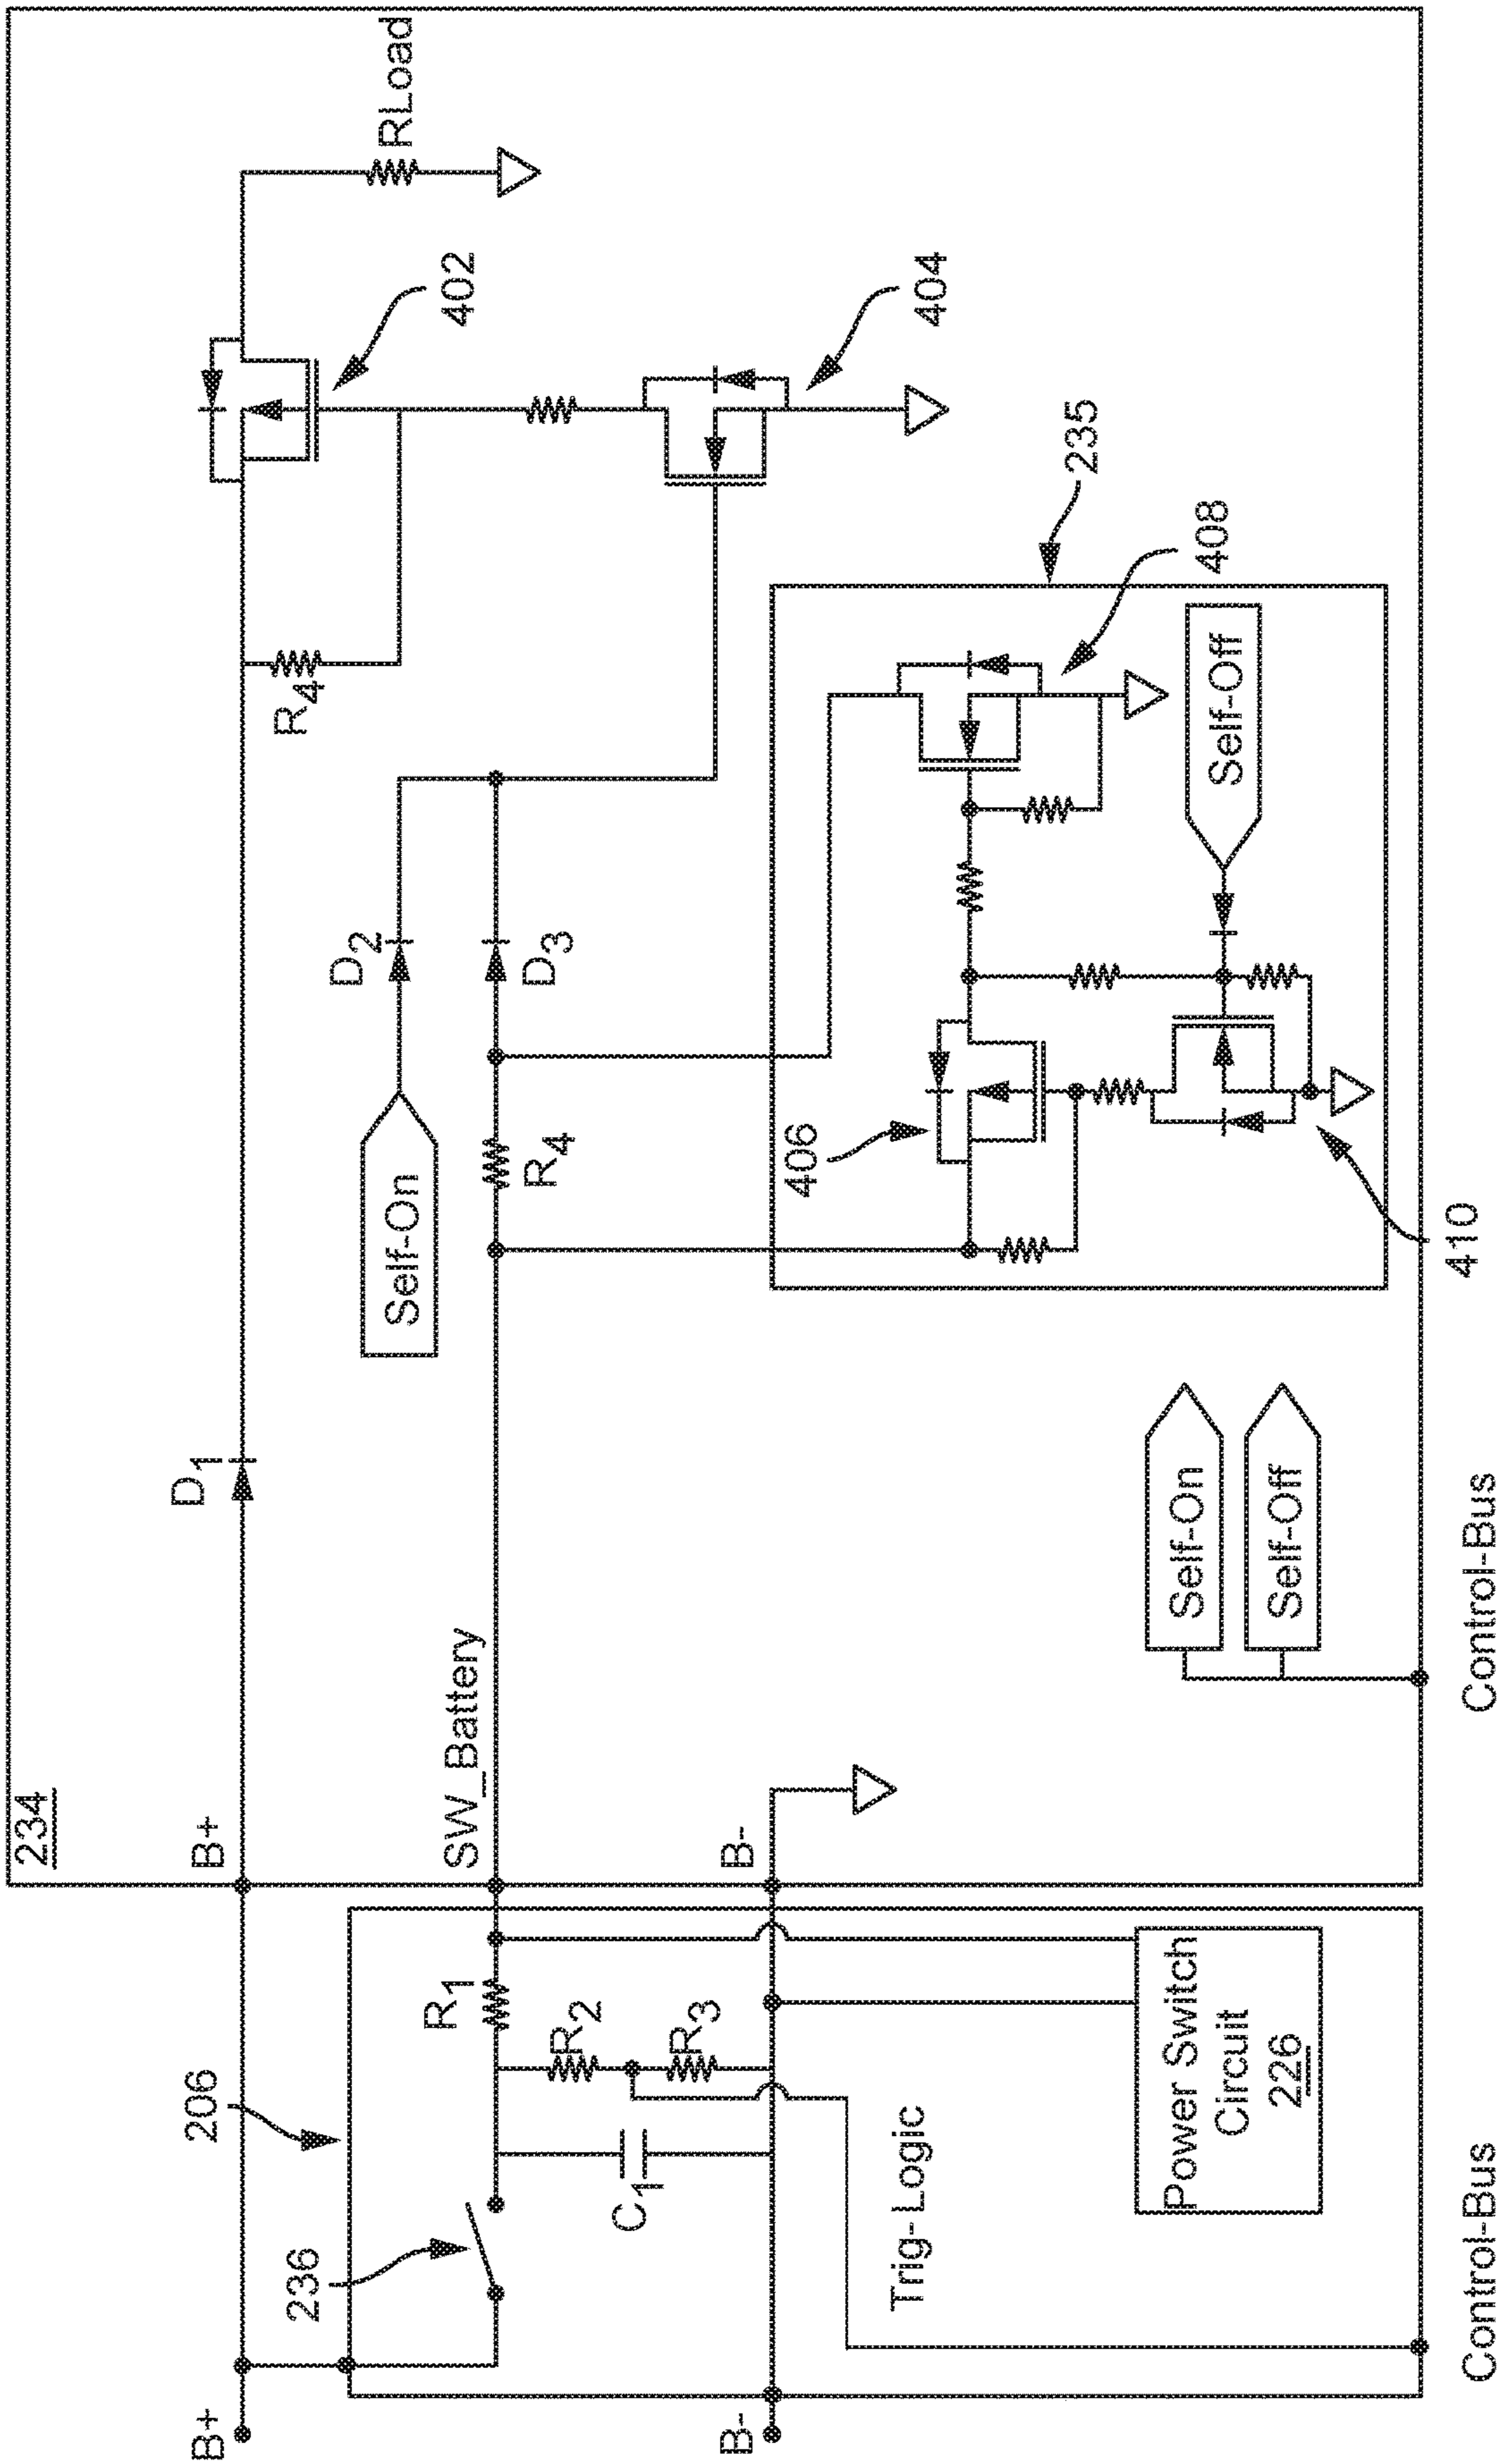 234
B+
D1
R4
402
RLoad
Self-On
D2
SW_Battery
R4
D3
404
B-
235
406
408
Self-Off
410
Self-On
Self-Off
Control-Bus
206
B+
236
R1
R2
R3
C1
B-
Trig-Logic
Power Switch
Circuit
226
Control-Bus